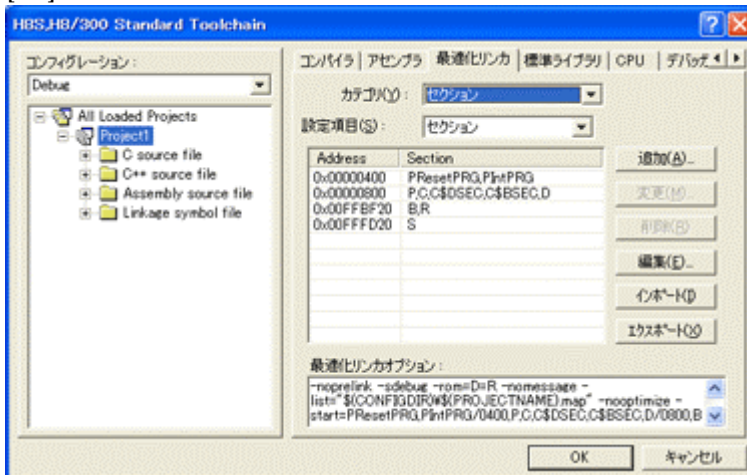 H8S,H8/300 Standard Toolchain
コンフィグレーション :
Debug
All Loaded Projects
Project1
C source file
C++ source file
Assembly source file
Linkage symbol file
コンパイラ アセンブラ 最適化リンカ 標準ライブラリ CPU デバッガ
カテゴリ(Y) : セクション
設定項目(S) : セクション
Address Section
0x00000400 PResetPRG,PIntPRG
0x00000800 P,C,C$DSEC,C$BSEC,D
0x00FFBF20 B,R
0x00FFFD20 S
追加(A)...
変更(M)...
削除(R)
編集(E)...
インポート(I)
エクスポート(X)
最適化リンカオプション :
-noprelink -sdebug -rom=D=R -nomessage -
list="$(CONFIGDIR)¥$(PROJECTNAME).map" -nooptimize -
start=PResetPRG,PIntPRG/0400,P,C,C$DSEC,C$BSEC,D/0800,B
OK キャンセル